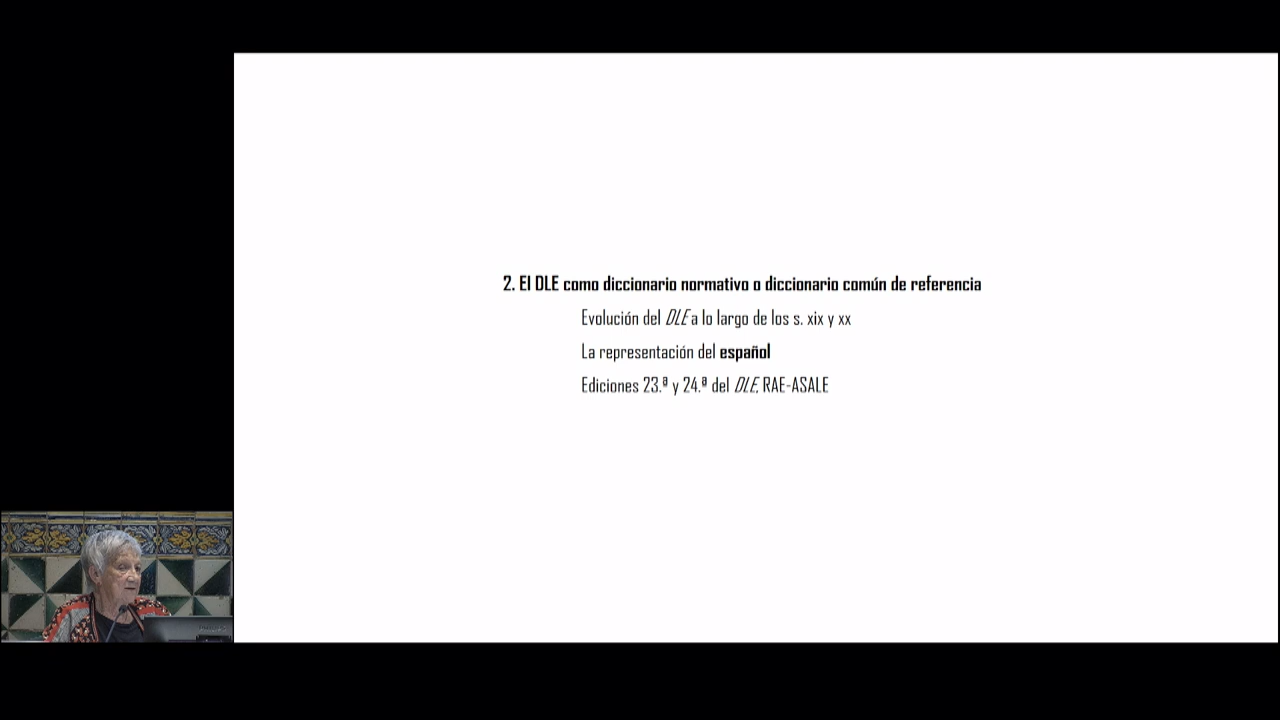 2. El DLE como diccionario normativo o diccionario común de referencia
Evolución del DLE a lo largo de los s. xix y xx
La representación del español
Ediciones 23.ª y 24.ª del DLE, RAE-ASALE